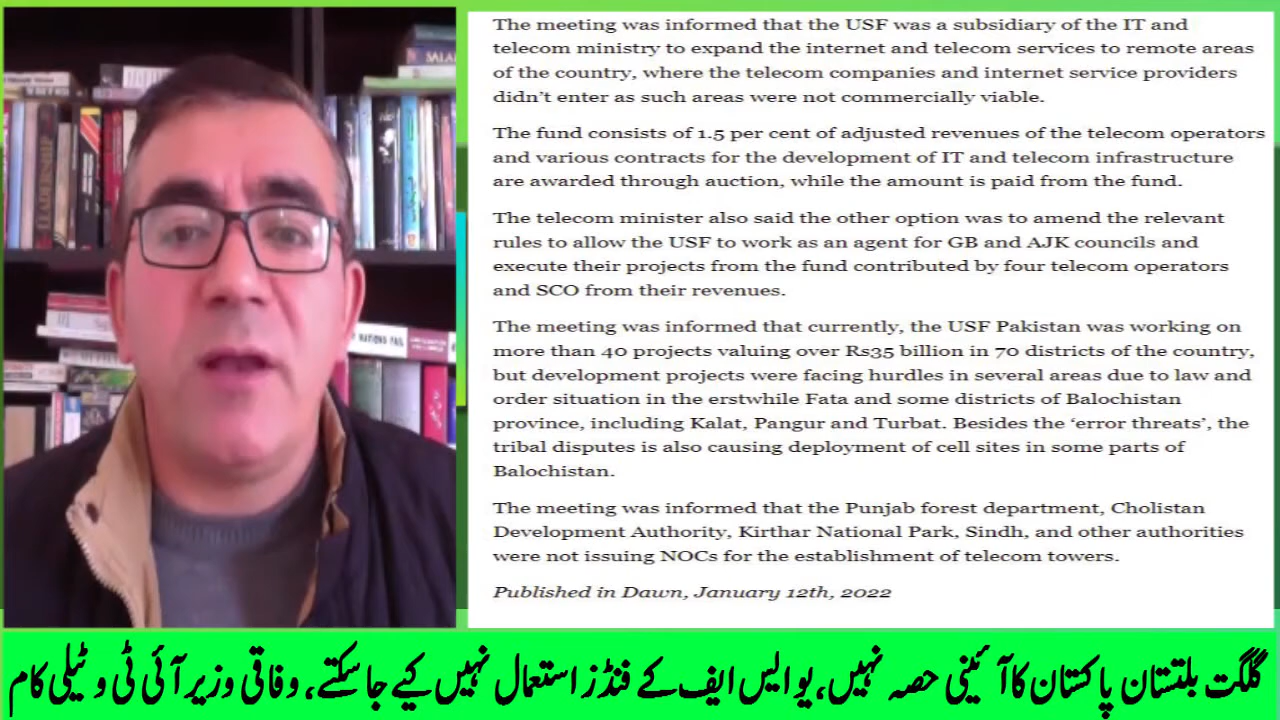 The meeting was informed that the USF was a subsidiary of the IT and
telecom ministry to expand the internet and telecom services to remote areas
of the country, where the telecom companies and internet service providers
didn't enter as such areas were not commercially viable.
The fund consists of 1.5 per cent of adjusted revenues of the telecom operators
and various contracts for the development of IT and telecom infrastructure
are awarded through auction, while the amount is paid from the fund.
The telecom minister also said the other option was to amend the relevant
rules to allow the USF to work as an agent for GB and AJK councils and
execute their projects from the fund contributed by four telecom operators
and SCO from their revenues.
The meeting was informed that currently, the USF Pakistan was working on
more than 40 projects valuing over Rs35 billion in 70 districts of the country,
but development projects were facing hurdles in several areas due to law and
order situation in the erstwhile Fata and some districts of Balochistan
province, including Kalat, Pangur and Turbat. Besides the 'error threats', the
tribal disputes is also causing deployment of cell sites in some parts of
Balochistan.
The meeting was informed that the Punjab forest department, Cholistan
Development Authority, Kirthar National Park, Sindh, and other authorities
were not issuing NOCs for the establishment of telecom towers.
Published in Dawn, January 12th, 2022
گلگت بلتستان پاکستان کا آئینی حصہ نہیں، یو ایس ایف کے فنڈز استعمال نہیں کیے جا سکتے، وفاقی وزیر آئی ٹی و ٹیلی کام
LEADERSHIP
NATIONS FAIL